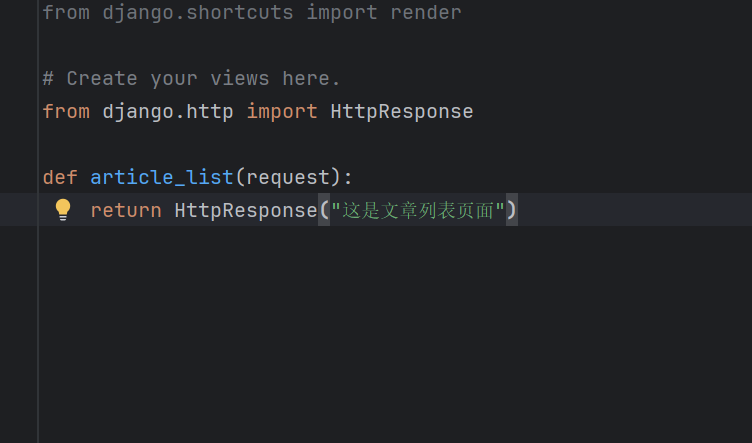 from django.shortcuts import render
# Create your views here.
from django.http import HttpResponse
def article_list(request):
return HttpResponse("这是文章列表页面")